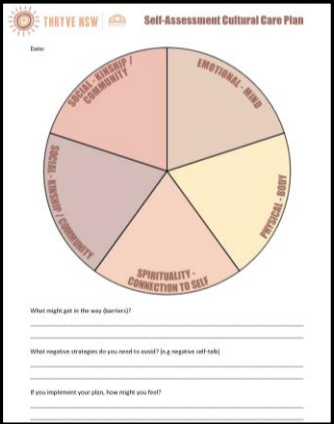 THRYVE NSW
Self-Assessment Cultural Care Plan
Date:
SOCIAL - KINSHIP /
COMMUNITY
EMOTIONAL - MIND
SOCIAL - KINSHIP / COMMUNITY
PHYSICAL - BODY
SPIRITUALITY -
CONNECTION TO SELF
What might get in the way (barriers)?
What negative strategies do you need to avoid? (e.g negative self-talk)
If you implement your plan, how might you feel?